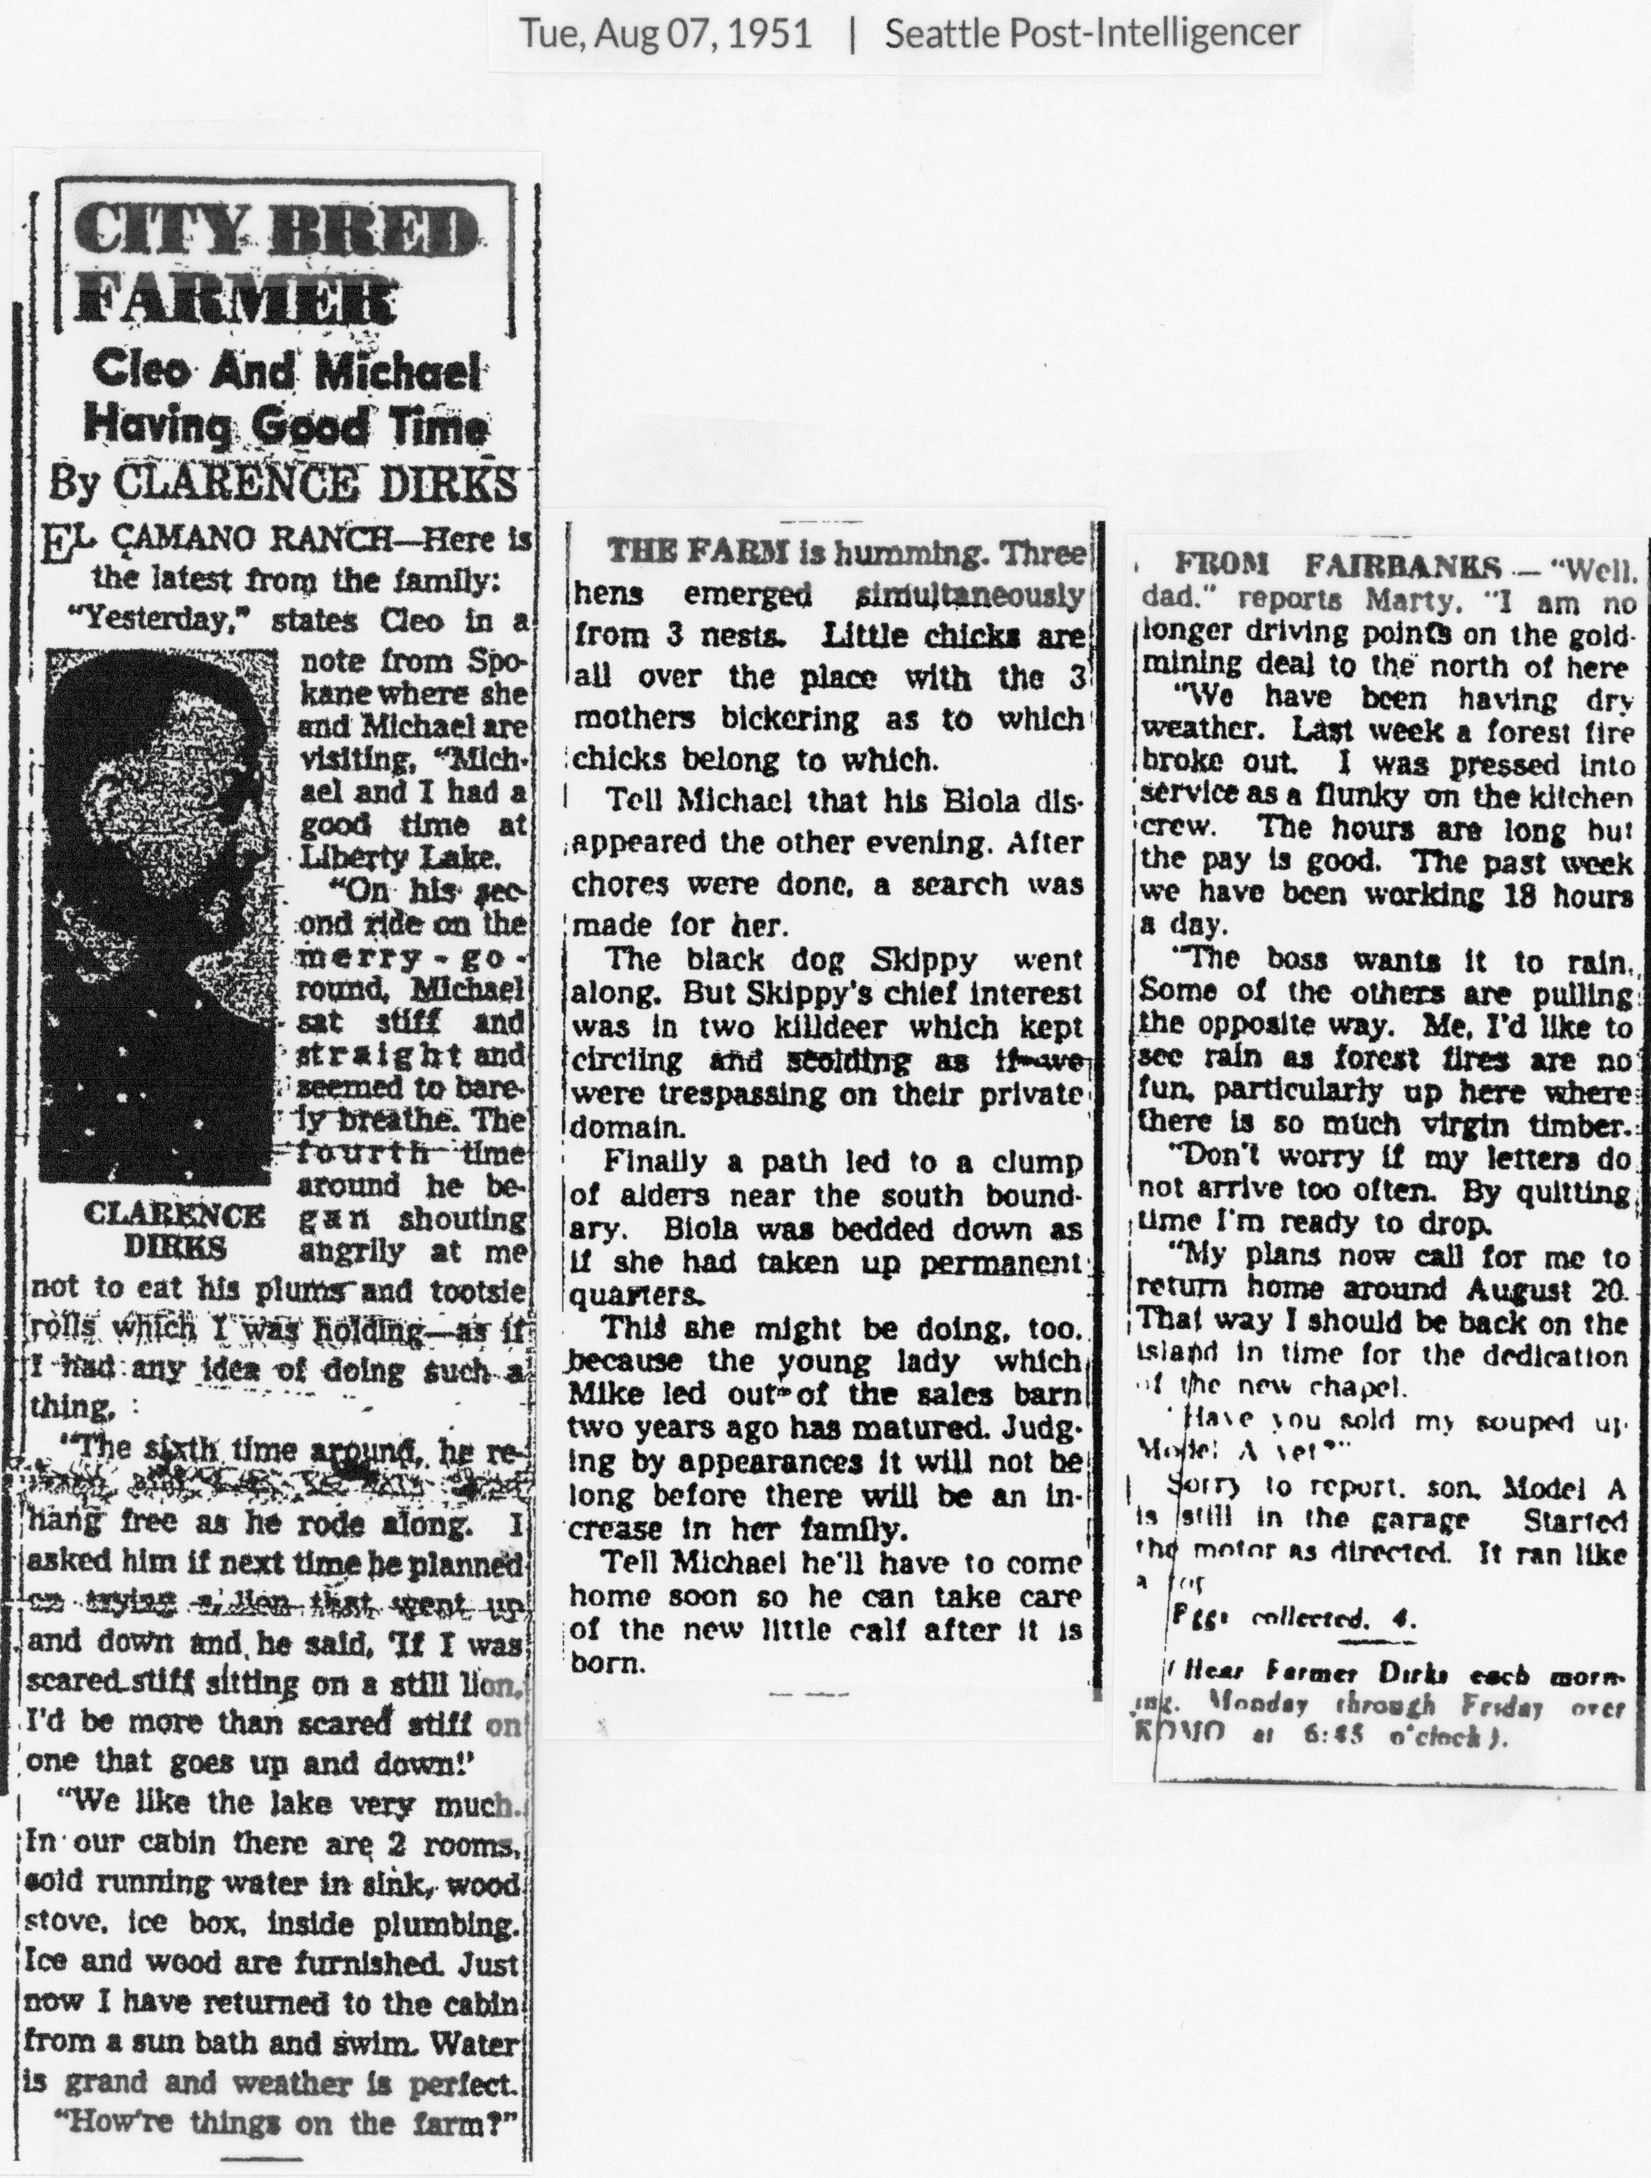 Tue, Aug 07, 1951 | Seattle Post-Intelligencer
CITY BRED
FARMER
Cleo And Michael
Having Good Time
By CLARENCE DIRKS
EL CAMANO RANCH—Here is
the latest from the family:
"Yesterday," states Cleo in a
note from Spo-
kane where she
and Michael are
visiting, "Mich-
ael and I had a
good time at
Liberty Lake.
"On his sec-
ond ride on the
merry-go-
round, Michael
sat stiff and
straight and
seemed to bare-
ly breathe. The
fourth time
around he be-
gan shouting
angrily at me
CLARENCE
DIRKS
not to eat his plums and tootsie
rolls which I was holding—as if
I had any idea of doing such a
thing.
"The sixth time around, he re-
hang free as he rode along. I
asked him if next time he planned
on trying a lion that went up
and down and he said, 'If I was
scared stiff sitting on a still lion,
I'd be more than scared stiff on
one that goes up and down!'
"We like the lake very much.
In our cabin there are 2 rooms,
cold running water in sink, wood
stove, ice box, inside plumbing.
Ice and wood are furnished. Just
now I have returned to the cabin
from a sun bath and swim. Water
is grand and weather is perfect.
"How're things on the farm?"
THE FARM is humming. Three
hens emerged simultaneously
from 3 nests. Little chicks are
all over the place with the 3
mothers bickering as to which
chicks belong to which.
Tell Michael that his Biola dis-
appeared the other evening. After
chores were done, a search was
made for her.
The black dog Skippy went
along. But Skippy's chief interest
was in two killdeer which kept
circling and scolding as if we
were trespassing on their private
domain.
Finally a path led to a clump
of alders near the south bound-
ary. Biola was bedded down as
if she had taken up permanent
quarters.
This she might be doing, too,
because the young lady which
Mike led out of the sales barn
two years ago has matured. Judg-
ing by appearances it will not be
long before there will be an in-
crease in her family.
Tell Michael he'll have to come
home soon so he can take care
of the new little calf after it is
born.
FROM FAIRBANKS — "Well,
dad," reports Marty, "I am no
longer driving points on the gold-
mining deal to the north of here
"We have been having dry
weather. Last week a forest fire
broke out. I was pressed into
service as a flunky on the kitchen
crew. The hours are long but
the pay is good. The past week
we have been working 18 hours
a day.
"The boss wants it to rain.
Some of the others are pulling
the opposite way. Me, I'd like to
see rain as forest fires are no
fun, particularly up here where
there is so much virgin timber.
"Don't worry if my letters do
not arrive too often. By quitting
time I'm ready to drop.
"My plans now call for me to
return home around August 20.
That way I should be back on the
island in time for the dedication
of the new chapel.
"Have you sold my souped up
Model A yet?"
Sorry to report, son, Model A
is still in the garage Started
the motor as directed. It ran like
a top
Eggs collected, 4.
(Hear Farmer Dirks each morn-
ing, Monday through Friday over
KOMO at 6:45 o'clock).